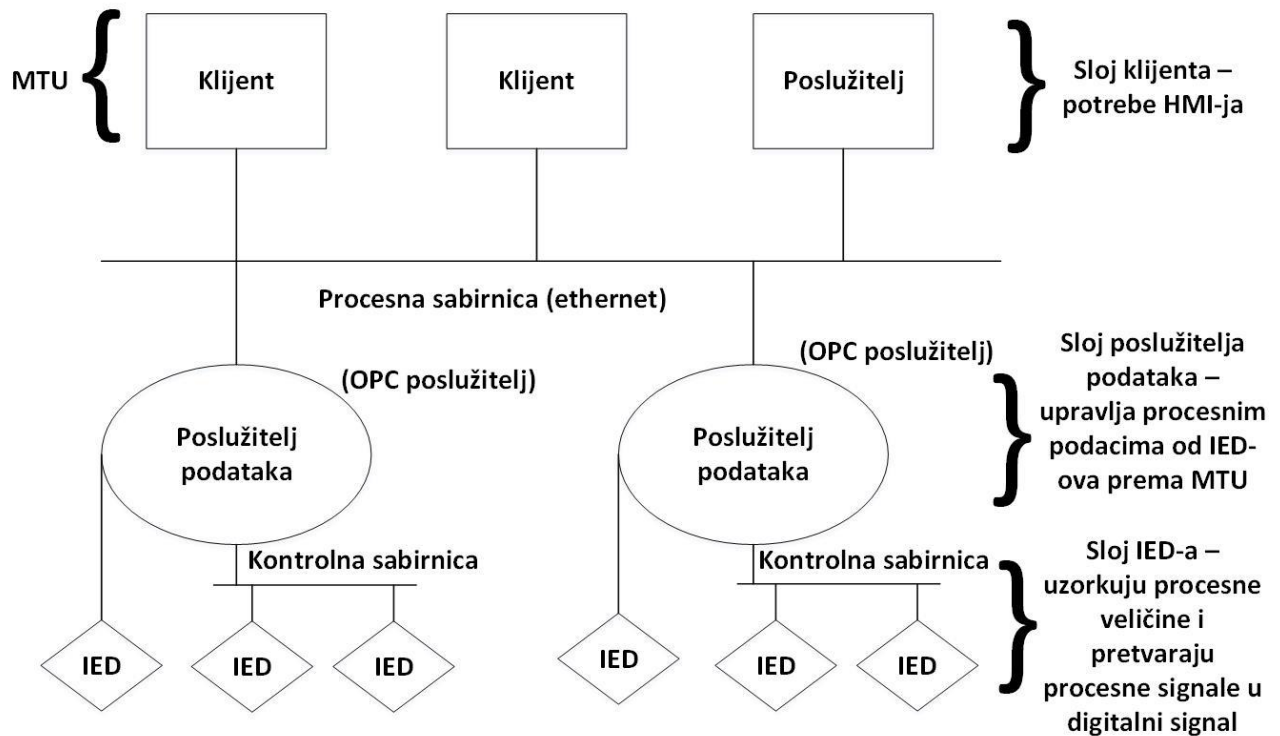 MTU
Klijent
Klijent
Poslužitelj
Sloj klijenta –
potrebe HMI-ja
Procesna sabirnica (ethernet)
(OPC poslužitelj)
Poslužitelj
podataka
(OPC poslužitelj)
Poslužitelj
podataka
Sloj poslužitelja
podataka –
upravlja procesnim
podacima od IED-
ova prema MTU
Kontrolna sabirnica
Kontrolna sabirnica
IED
IED
IED
IED
IED
IED
Sloj IED-a –
uzorkuju procesne
veličine i
pretvaraju
procesne signale u
digitalni signal